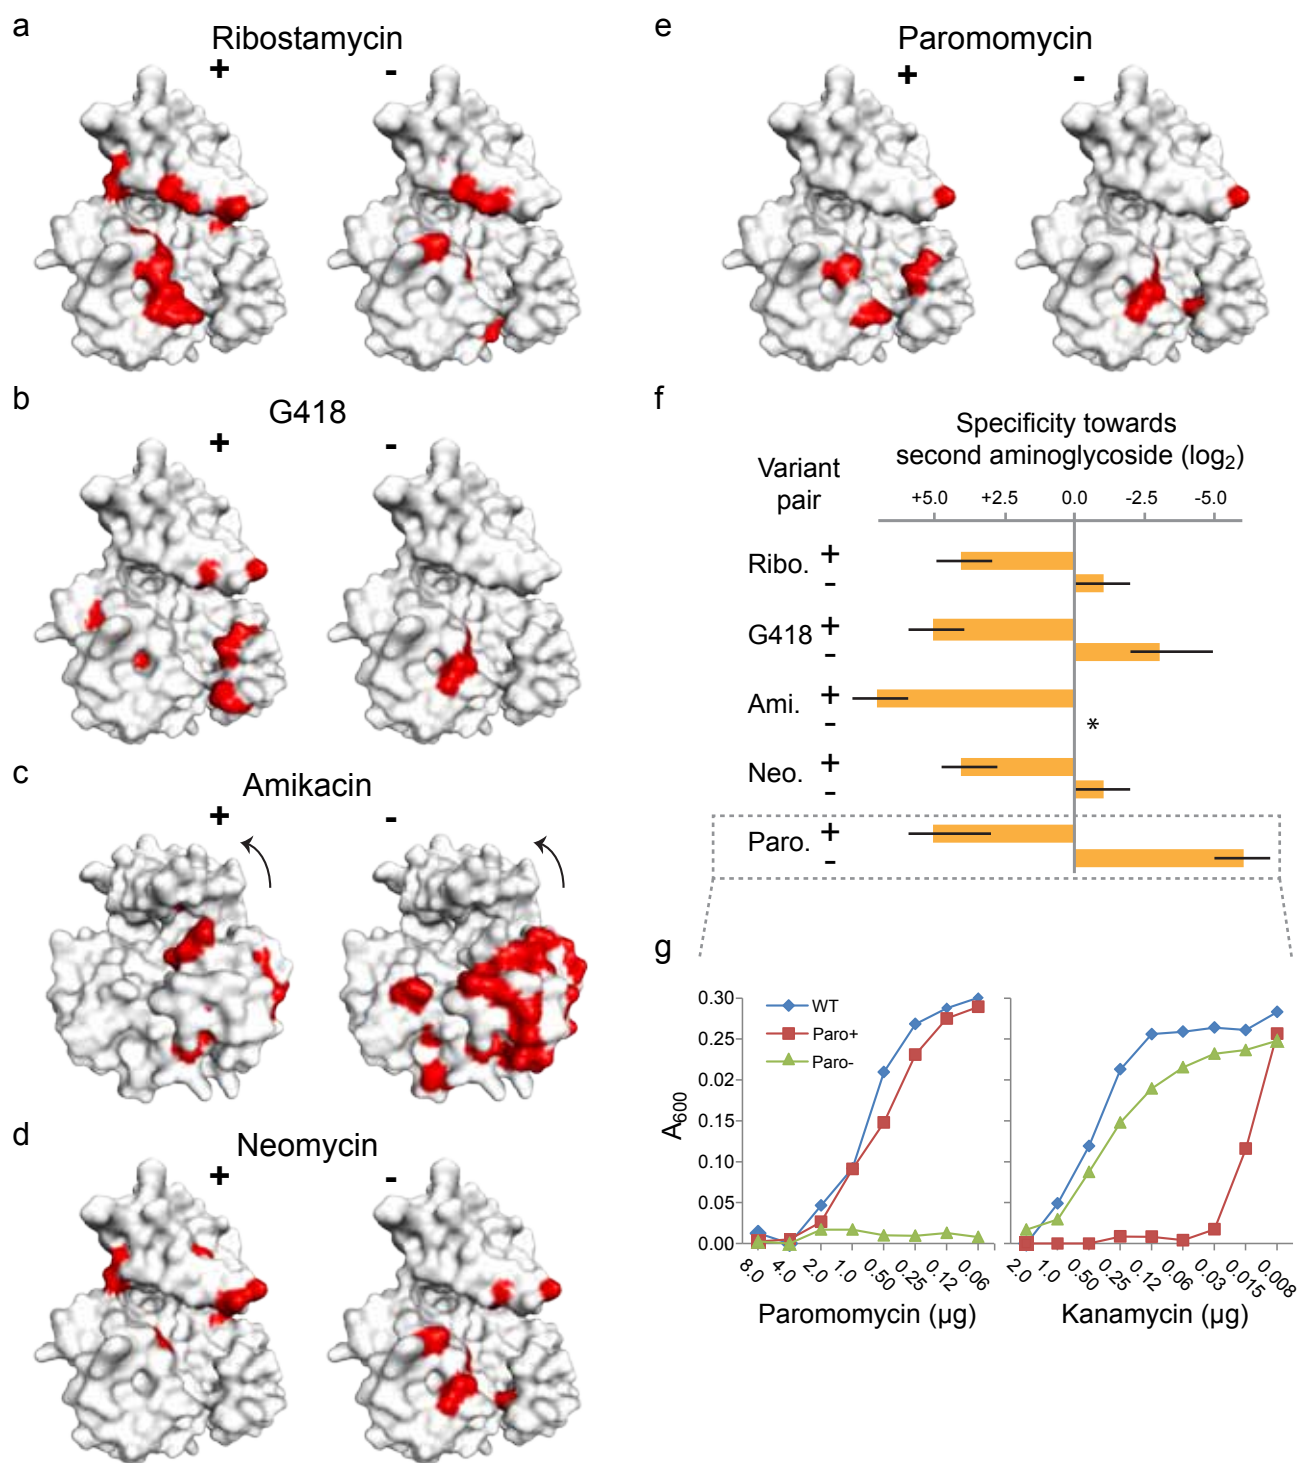 a
Ribostamycin
+ -
b
G418
+ -
c
Amikacin
+ -
d
Neomycin
+ -
e
Paromomycin
+ -
f
Specificity towards
second aminoglycoside (log₂)
Variant
pair
+5.0 +2.5 0.0 -2.5 -5.0
Ribo. +
-
G418 +
-
Ami. +
- *
Neo. +
-
Paro. +
-
g
WT
Paro+
Paro-
A₆₀₀
0.30
0.25
0.02
0.15
0.10
0.05
0.00
8.0 4.0 2.0 1.0 0.50 0.25 0.12 0.06
Paromomycin (µg)
2.0 1.0 0.50 0.25 0.12 0.06 0.03 0.015 0.008
Kanamycin (µg)